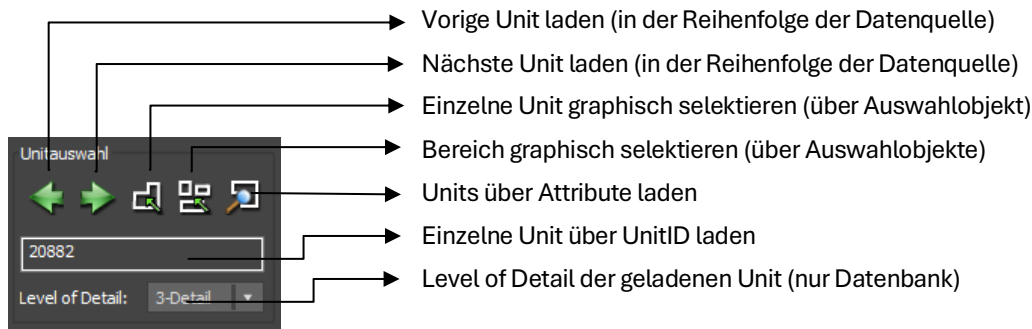 Vorige Unit laden (in der Reihenfolge der Datenquelle)
Nächste Unit laden (in der Reihenfolge der Datenquelle)
Einzelne Unit graphisch selektieren (über Auswahlobjekt)
Bereich graphisch selektieren (über Auswahlobjekte)
Units über Attribute laden
Einzelne Unit über UnitID laden
Level of Detail der geladenen Unit (nur Datenbank)
Unitauswahl
20882
Level of Detail: 3-Detail